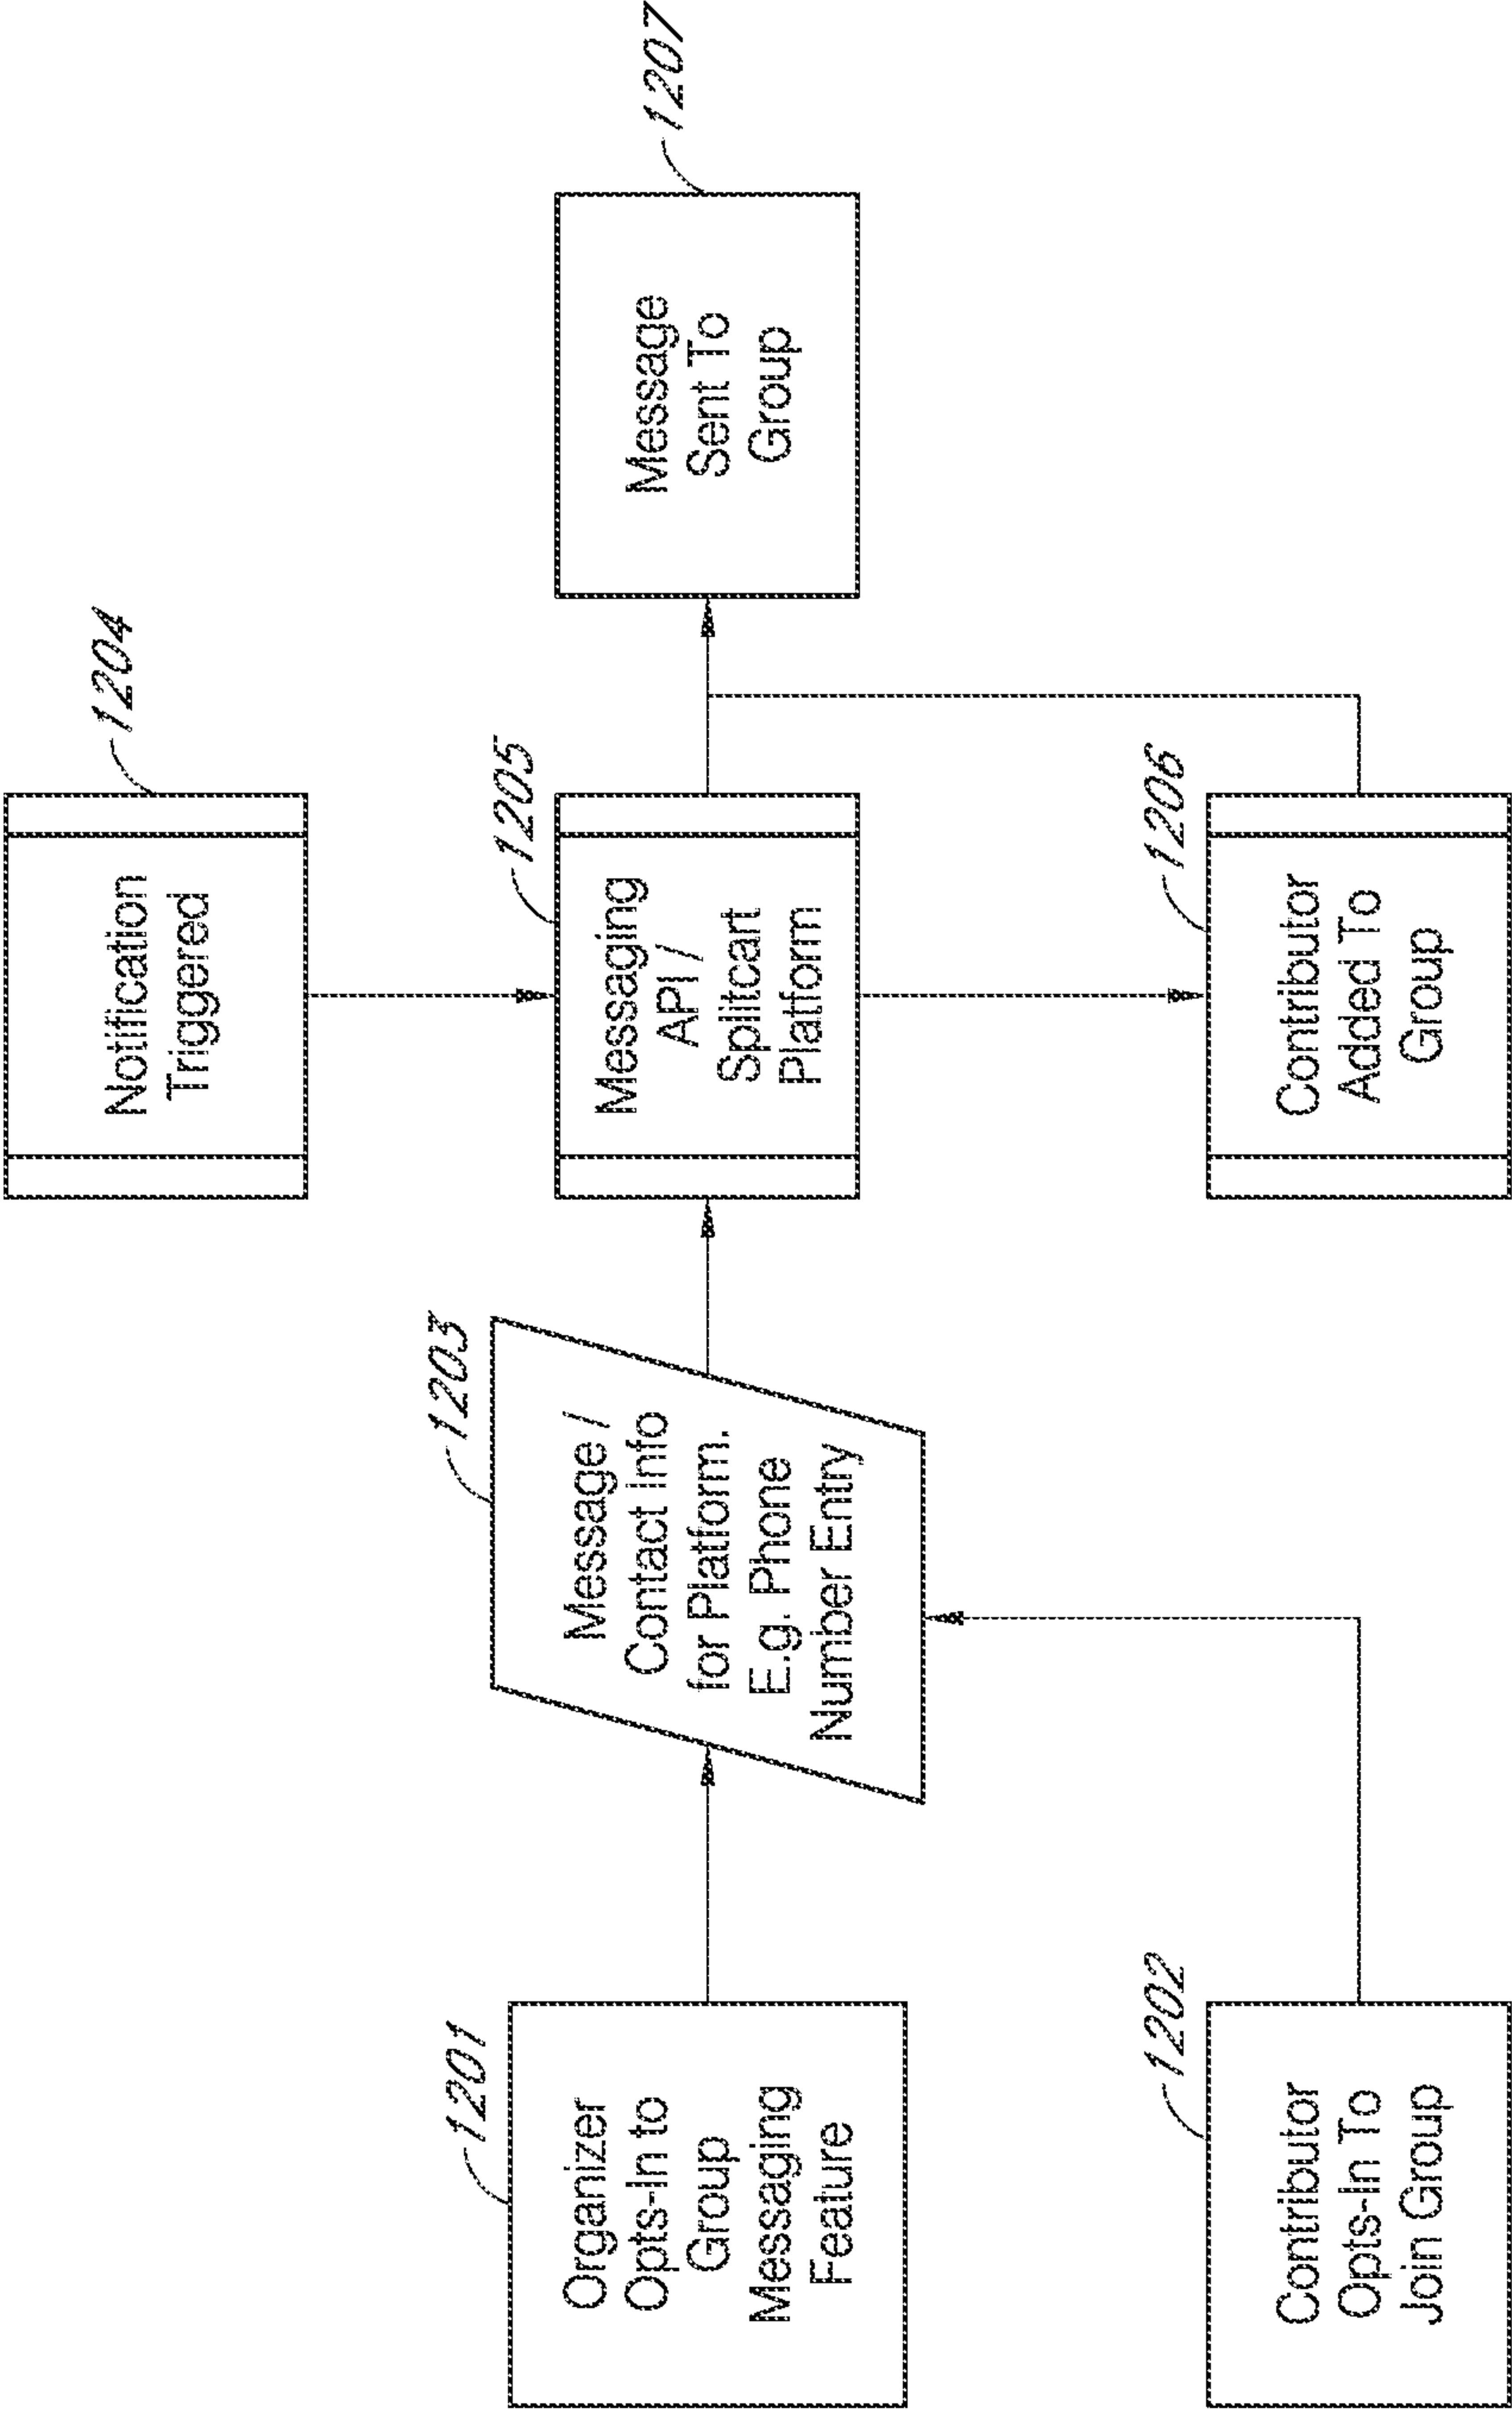 1201
Organizer
Opts-In to
Group
Messaging
Feature
1202
Contributor
Opts-In To
Join Group
1203
Message /
Contact Info
for Platform.
E.g. Phone
Number Entry
1204
Notification
Triggered
1205
Messaging
API /
Splitcart
Platform
1206
Contributor
Added To
Group
1207
Message
Sent To
Group